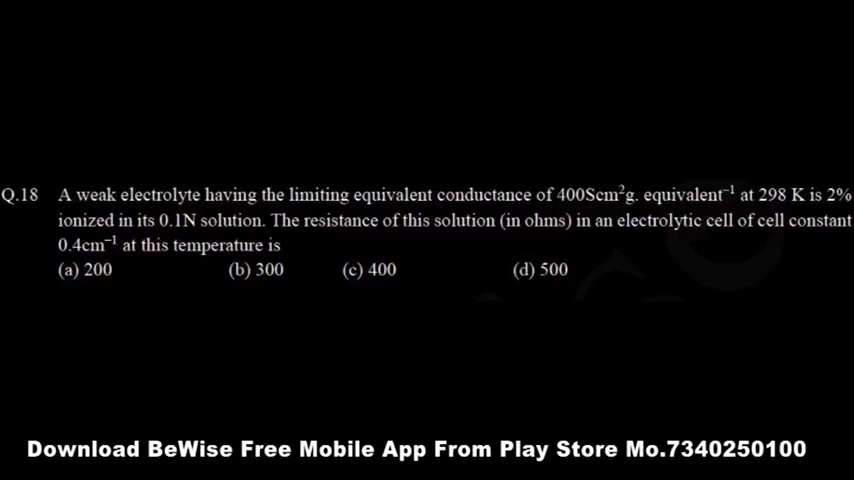 Q.18 A weak electrolyte having the limiting equivalent conductance of 400Scm²g. equivalent⁻¹ at 298 K is 2%
ionized in its 0.1N solution. The resistance of this solution (in ohms) in an electrolytic cell of cell constant
0.4cm⁻¹ at this temperature is
(a) 200 (b) 300 (c) 400 (d) 500
Download BeWise Free Mobile App From Play Store Mo.7340250100